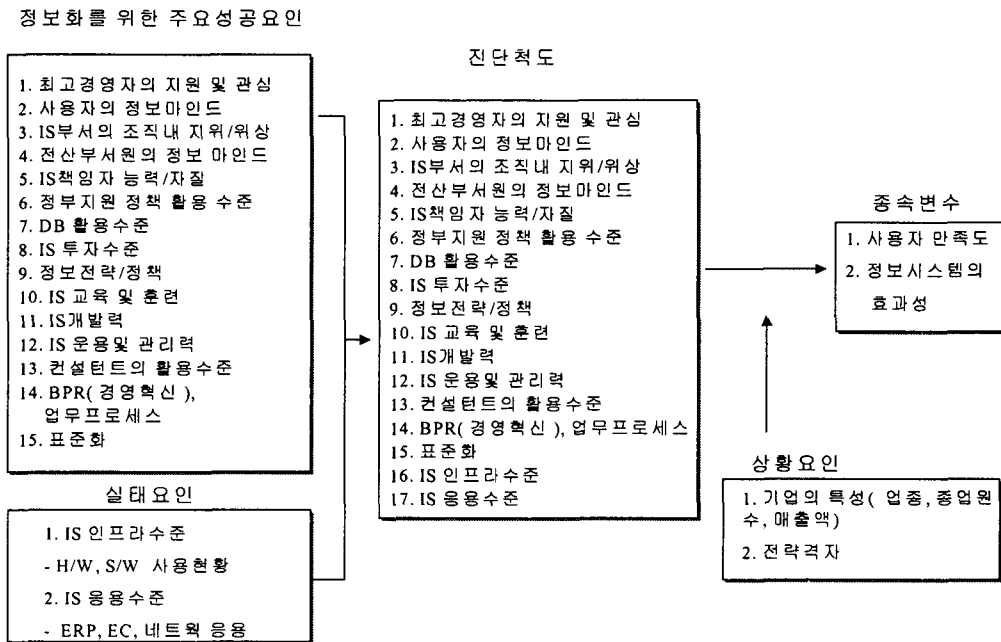 정보화를 위한 주요성공요인
1. 최고경영자의 지원 및 관심
2. 사용자의 정보마인드
3. IS부서의 조직내 지위/위상
4. 전산부서원의 정보 마인드
5. IS책임자 능력/자질
6. 정부지원 정책 활용 수준
7. DB 활용수준
8. IS 투자수준
9. 정보전략/정책
10. IS 교육 및 훈련
11. IS개발력
12. IS 운용및 관리력
13. 컨설턴트의 활용수준
14. BPR( 경영혁신 ),
업무프로세스
15. 표준화
실태요인
1. IS 인프라수준
- H/W, S/W 사용현황
2. IS 응용수준
- ERP, EC, 네트웍 응용
진단척도
1. 최고경영자의 지원 및 관심
2. 사용자의 정보마인드
3. IS부서의 조직내 지위/위상
4. 전산부서원의 정보마인드
5. IS책임자 능력/자질
6. 정부지원 정책 활용 수준
7. DB 활용수준
8. IS 투자수준
9. 정보전략/정책
10. IS 교육 및 훈련
11. IS개발력
12. IS 운용및 관리력
13. 컨설턴트의 활용수준
14. BPR( 경영혁신 ), 업무프로세스
15. 표준화
16. IS 인프라수준
17. IS 응용수준
종속변수
1. 사용자 만족도
2. 정보시스템의
효과성
상황요인
1. 기업의 특성( 업종, 종업원
수, 매출액)
2. 전략격자